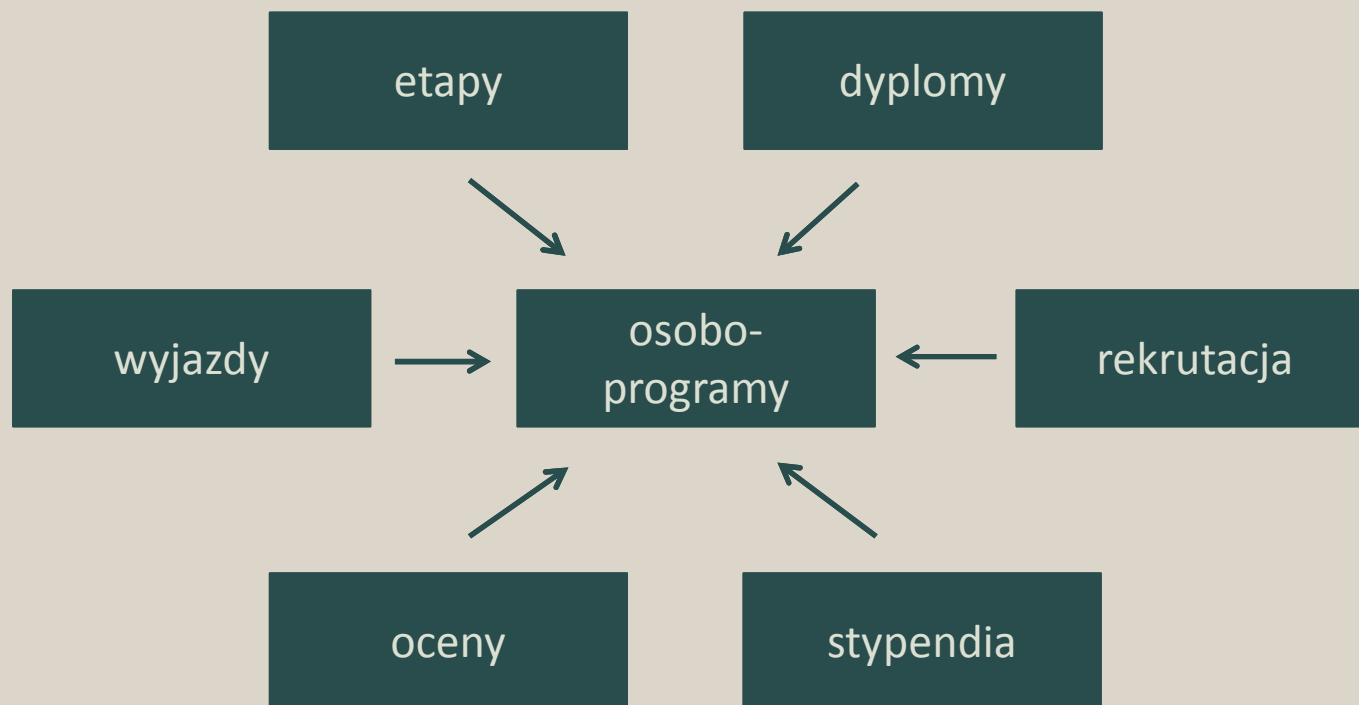 etapy
dyplomy
wyjazdy
osobo-
programy
rekrutacja
oceny
stypendia